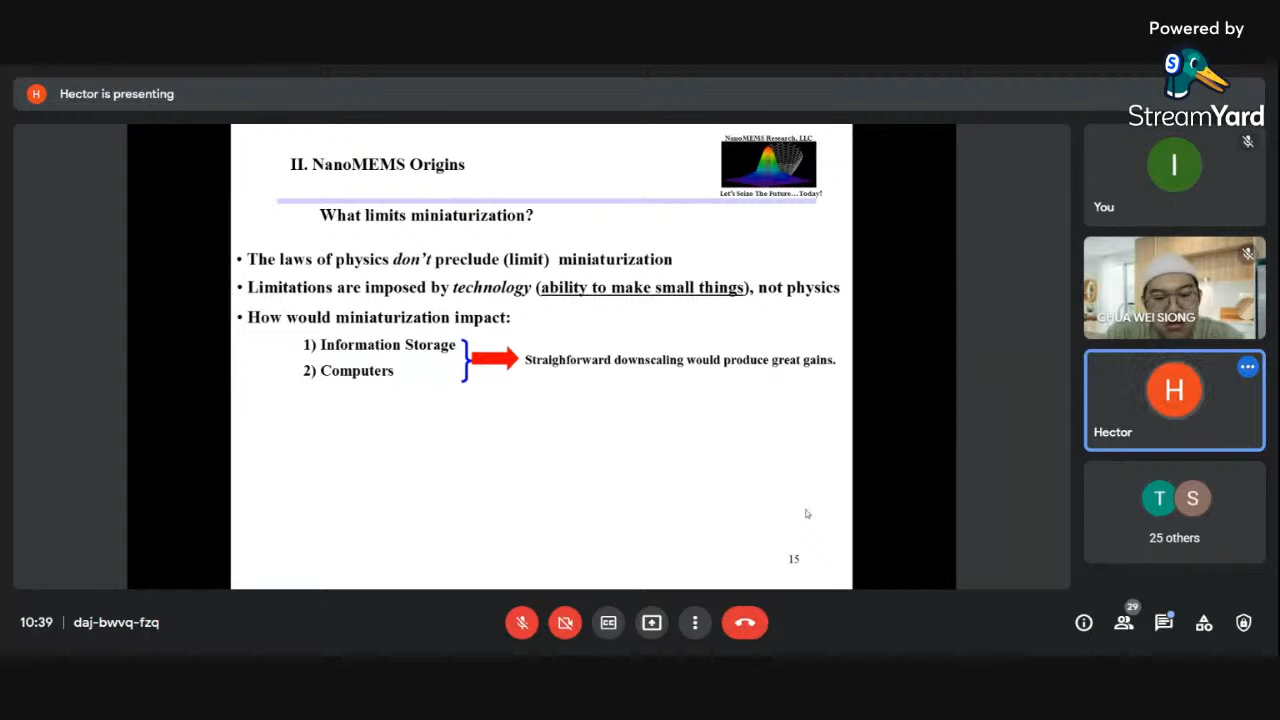 Powered by
StreamYard
H Hector is presenting
II. NanoMEMS Origins
NanoMEMS Research, LLC
Let's Seize The Future... Today!
What limits miniaturization?
• The laws of physics don't preclude (limit) miniaturization
• Limitations are imposed by technology (ability to make small things), not physics
• How would miniaturization impact:
1) Information Storage
2) Computers
Straighforward downscaling would produce great gains.
15
I
You
CHUA WEI SIONG
H
Hector
T S
25 others
10:39 | daj-bwvq-fzq
CC
29